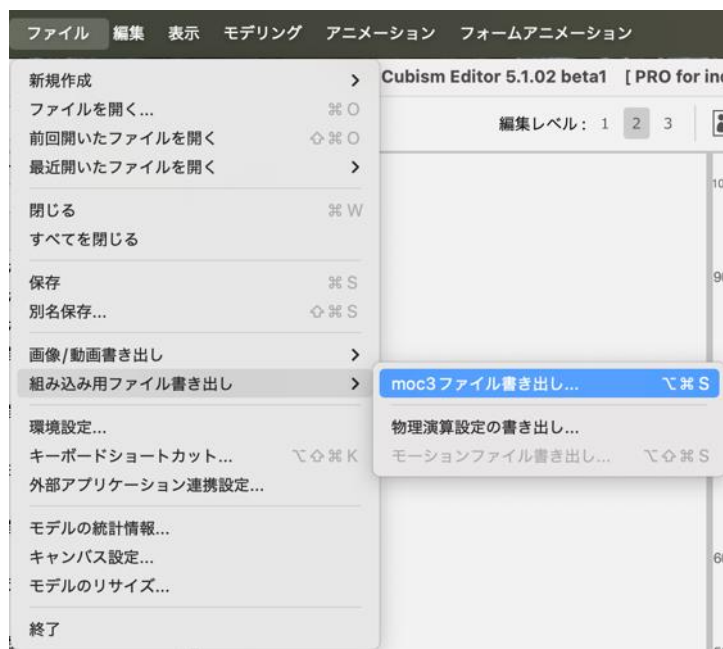 ファイル 編集 表示 モデリング アニメーション フォームアニメーション
Cubism Editor 5.1.02 beta1 [ PRO for in
編集レベル： 1 2 3
新規作成 >
ファイルを開く... ⌘ O
前回開いたファイルを開く ⇧ ⌘ O
最近開いたファイルを開く >
閉じる ⌘ W
すべてを閉じる
保存 ⌘ S
別名保存... ⇧ ⌘ S
画像/動画書き出し >
組み込み用ファイル書き出し >
moc3ファイル書き出し... ⌥ ⌘ S
物理演算設定の書き出し...
モーションファイル書き出し... ⌥ ⇧ ⌘ S
環境設定...
キーボードショートカット... ⌥ ⇧ ⌘ K
外部アプリケーション連携設定...
モデルの統計情報...
キャンバス設定...
モデルのリサイズ...
終了